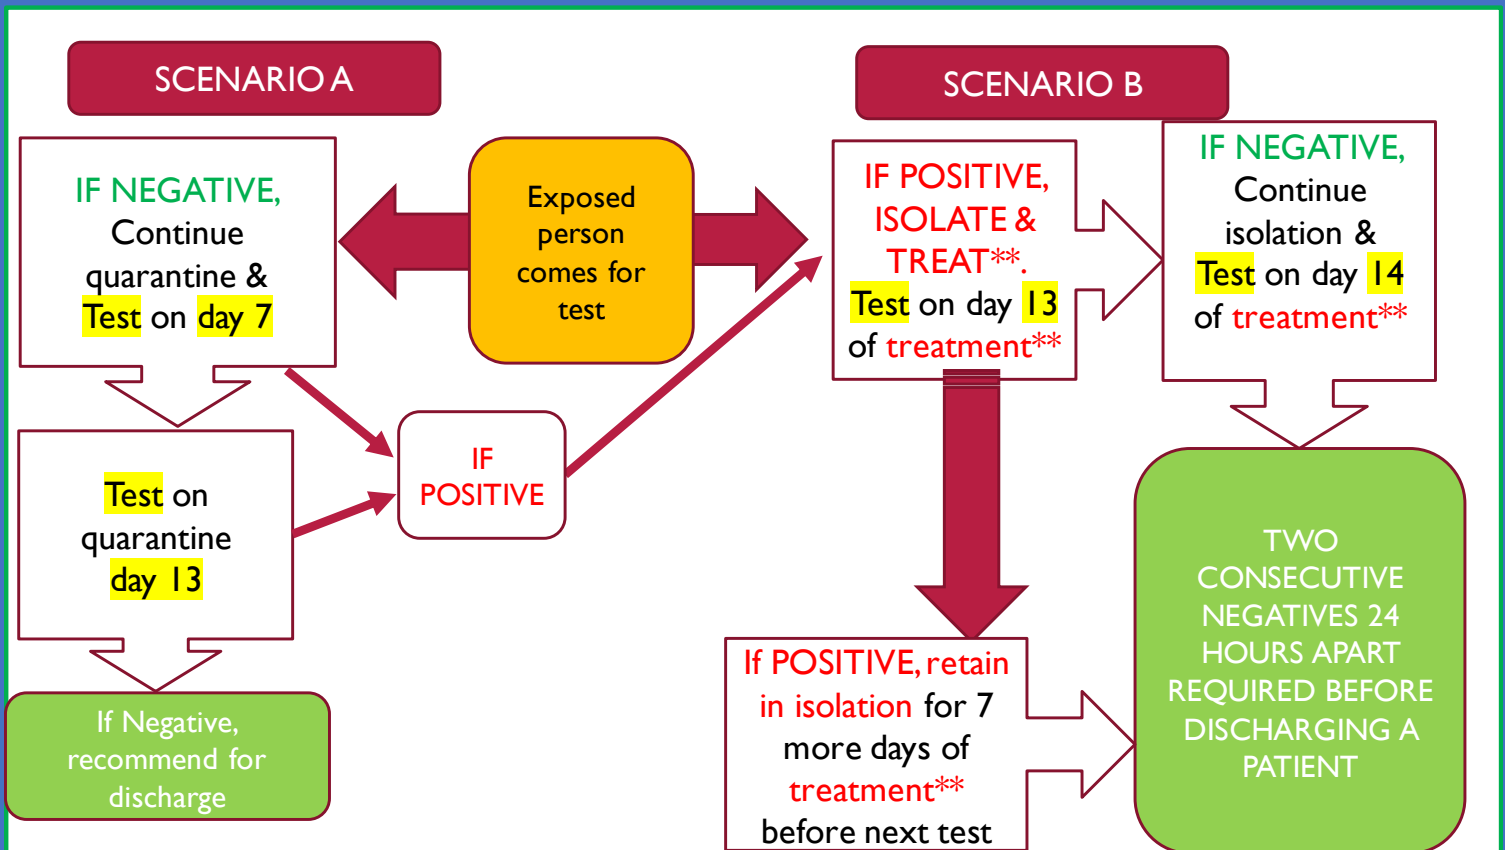 SCENARIO A
IF NEGATIVE,
Continue
quarantine &
Test on day 7
Test on
quarantine
day 13
If Negative,
recommend for
discharge
Exposed
person
comes for
test
IF
POSITIVE
SCENARIO B
IF POSITIVE,
ISOLATE &
TREAT**.
Test on day 13
of treatment**
IF NEGATIVE,
Continue
isolation &
Test on day 14
of treatment**
If POSITIVE, retain
in isolation for 7
more days of
treatment**
before next test
TWO
CONSECUTIVE
NEGATIVES 24
HOURS APART
REQUIRED BEFORE
DISCHARGING A
PATIENT